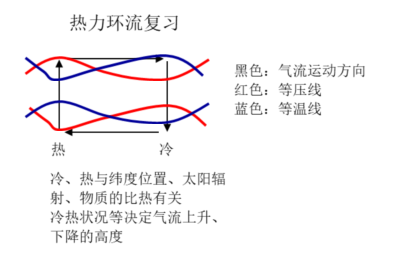 热力环流复习
黑色：气流运动方向
红色：等压线
蓝色：等温线
热
冷
冷、热与纬度位置、太阳辐
射、物质的比热有关
冷热状况等决定气流上升、
下降的高度